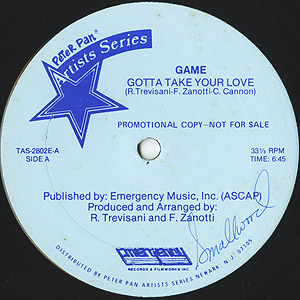 Peter Pan
Artists Series
GAME
GOTTA TAKE YOUR LOVE
(R.Trevisani-F. Zanotti-C. Cannon)
PROMOTIONAL COPY—NOT FOR SALE
TAS-2802E-A
SIDE A
33⅓ RPM
TIME: 6:45
Published by: Emergency Music, Inc. (ASCAP)
Produced and Arranged by:
R. Trevisani and F. Zanotti
emergency
RECORDS & FILMWORKS INC
Smallwood
DISTRIBUTED BY PETER PAN ARTISTS SERIES NEWARK, N.J. 07105